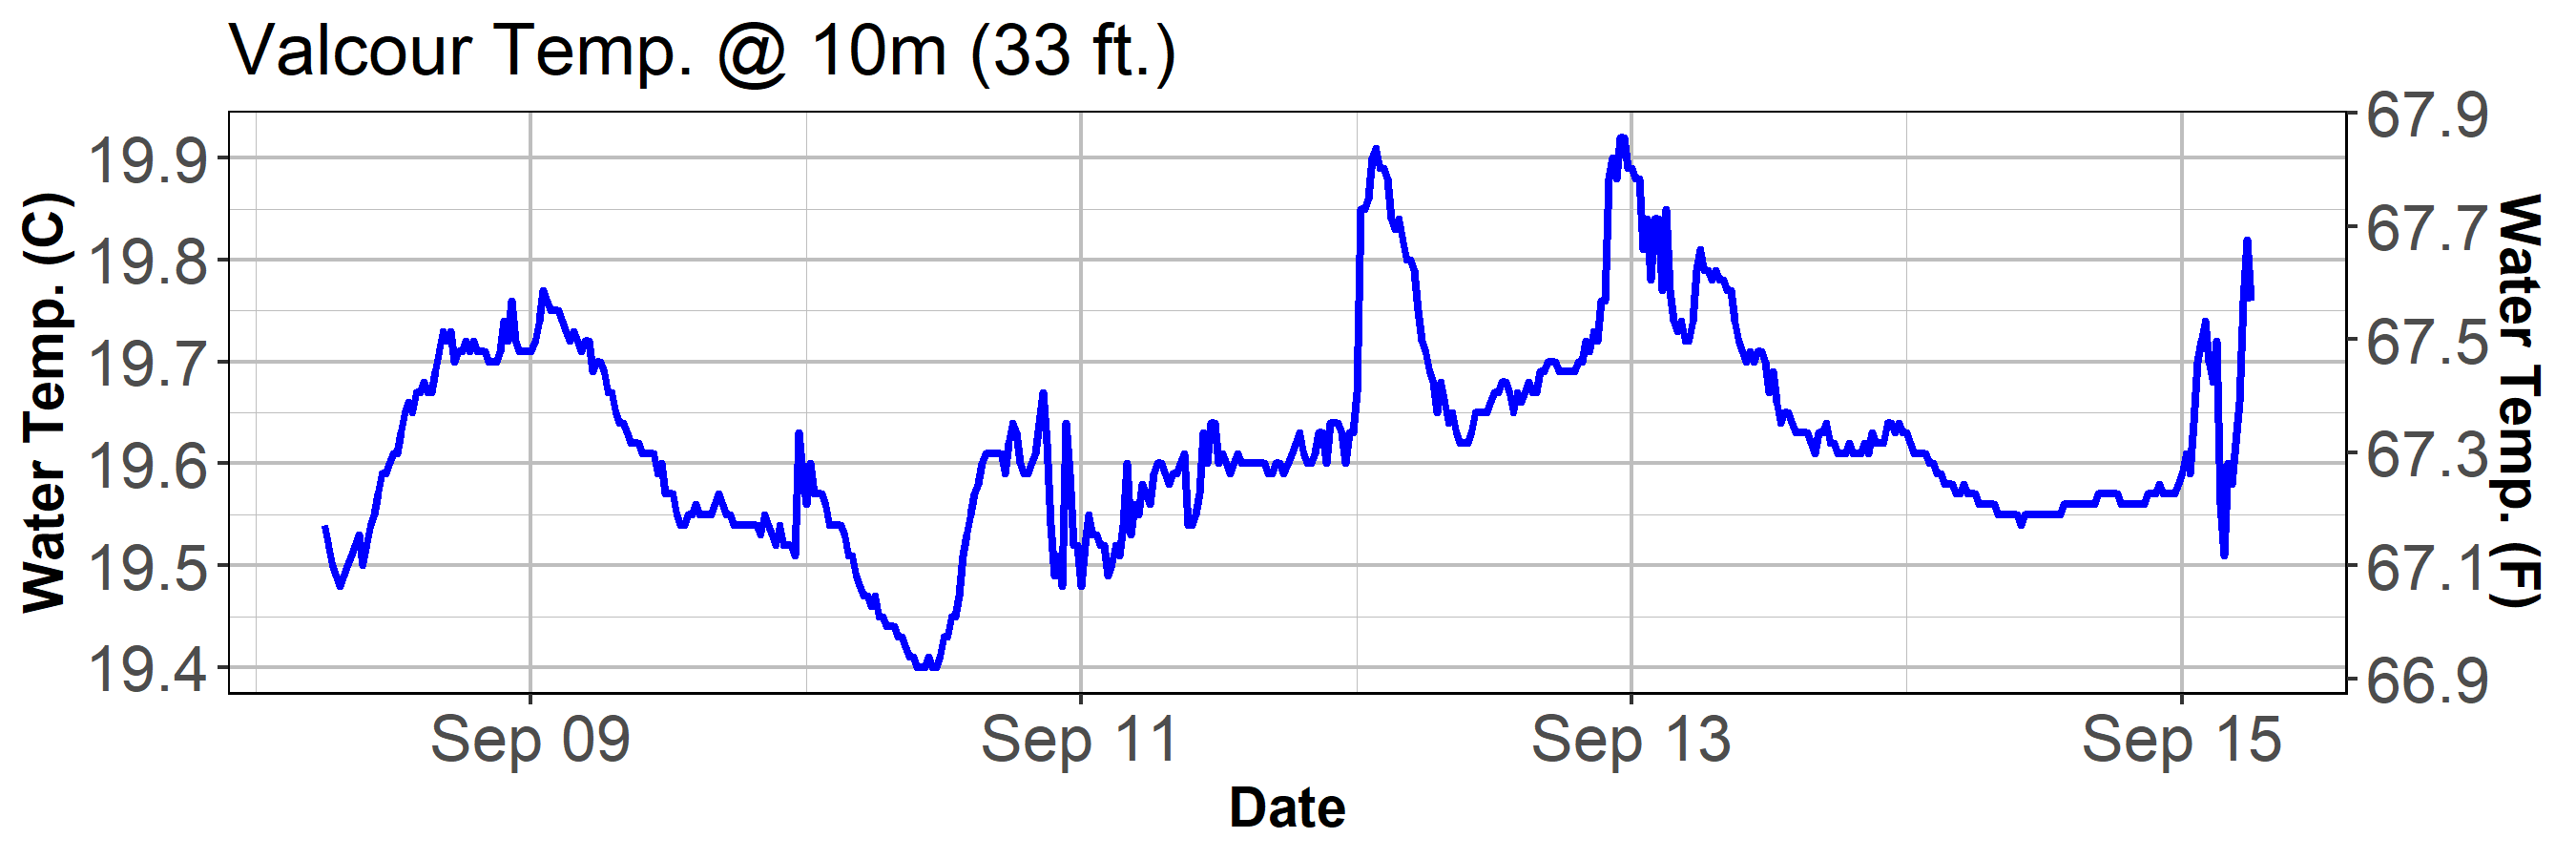 Valcour Temp. @ 10m (33 ft.)
Water Temp. (C)
19.9
19.8
19.7
19.6
19.5
19.4
67.9
67.7
67.5
67.3
67.1
66.9
Water Temp. (F)
Sep 09 Sep 11 Sep 13 Sep 15
Date